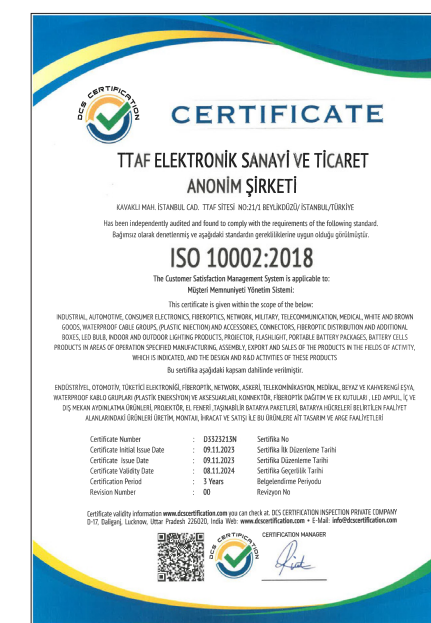 DCS CERTIFICATION
CERTIFICATE
TTAF ELEKTRONİK SANAYİ VE TİCARET
ANONİM ŞİRKETİ
KAVAKLI MAH. İSTANBUL CAD. TTAF SİTESİ NO:21/1 BEYLİKDÜZÜ/ İSTANBUL/TÜRKİYE
Has been independently audited and found to comply with the requirements of the following standard.
Bağımsız olarak denetlenmiş ve aşağıdaki standardın gerekliliklerine uygun olduğu görülmüştür.
ISO 10002:2018
The Customer Satisfaction Management System is applicable to:
Müşteri Memnuniyeti Yönetim Sistemi:
This certificate is given within the scope of the below:
INDUSTRIAL, AUTOMOTIVE, CONSUMER ELECTRONICS, FIBEROPTICS, NETWORK, MILITARY, TELECOMMUNICATION, MEDICAL, WHITE AND BROWN
GOODS, WATERPROOF CABLE GROUPS, (PLASTIC INJECTION) AND ACCESSORIES, CONNECTORS, FIBEROPTIC DISTRIBUTION AND ADDITIONAL
BOXES, LED BULB, INDOOR AND OUTDOOR LIGHTING PRODUCTS, PROJECTOR, FLASHLIGHT, PORTABLE BATTERY PACKAGES, BATTERY CELLS
PRODUCTS IN AREAS OF OPERATION SPECIFIED MANUFACTURING, ASSEMBLY, EXPORT AND SALES OF THE PRODUCTS IN THE FIELDS OF ACTIVITY,
WHICH IS INDICATED, AND THE DESIGN AND R&D ACTIVITIES OF THESE PRODUCTS
Bu sertifika aşağıdaki kapsam dahilinde verilmiştir.
ENDÜSTRİYEL, OTOMOTİV, TÜKETİCİ ELEKTRONİĞİ, FİBEROPTİK, NETWORK, ASKERİ, TELEKOMİNİKASYON, MEDİKAL, BEYAZ VE KAHVERENGİ EŞYA,
WATERPROOF KABLO GRUPLARI (PLASTİK ENJEKSİYON) VE AKSESUARLARI, KONNEKTÖR, FİBEROPTİK DAĞITIM VE EK KUTULARI , LED AMPUL, İÇ VE
DIŞ MEKAN AYDINLATMA ÜRÜNLERİ, PROJEKTÖR, EL FENERİ ,TAŞINABİLİR BATARYA PAKETLERİ, BATARYA HÜCRELERİ BELİRTİLEN FAALİYET
ALANLARINDAKİ ÜRÜNLERİ ÜRETİM, MONTAJ, İHRACAT VE SATIŞI İLE BU ÜRÜNLERE AİT TASARIM VE ARGE FAALİYETLERİ
Certificate Number : D3323213N Sertifika No
Certificate Initial Issue Date : 09.11.2023 Sertifika İlk Düzenleme Tarihi
Certificate Issue Date : 09.11.2023 Sertifika Düzenleme Tarihi
Certificate Validity Date : 08.11.2024 Sertifika Geçerlilik Tarihi
Certification Period : 3 Years Belgelendirme Periyodu
Revision Number : 00 Revizyon No
Certificate validity information www.dcscertification.com you can check at. DCS CERTIFICATION INSPECTION PRIVATE COMPANY
D-17, Daliganj, Lucknow, Uttar Pradesh 226020, India Web: www.dcscertification.com • E-Mail: info@dcscertification.com
DCS CERTIFICATION
CERTIFICATION MANAGER